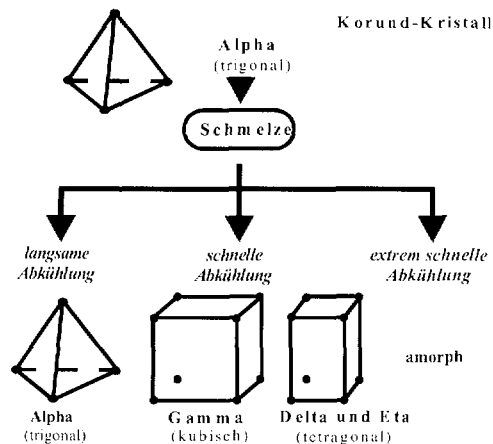 Korund-Kristall
Alpha
(trigonal)
Schmelze
langsame
Abkühlung
schnelle
Abkühlung
extrem schnelle
Abkühlung
Alpha
(trigonal)
Gamma
(kubisch)
Delta und Eta
(tetragonal)
amorph